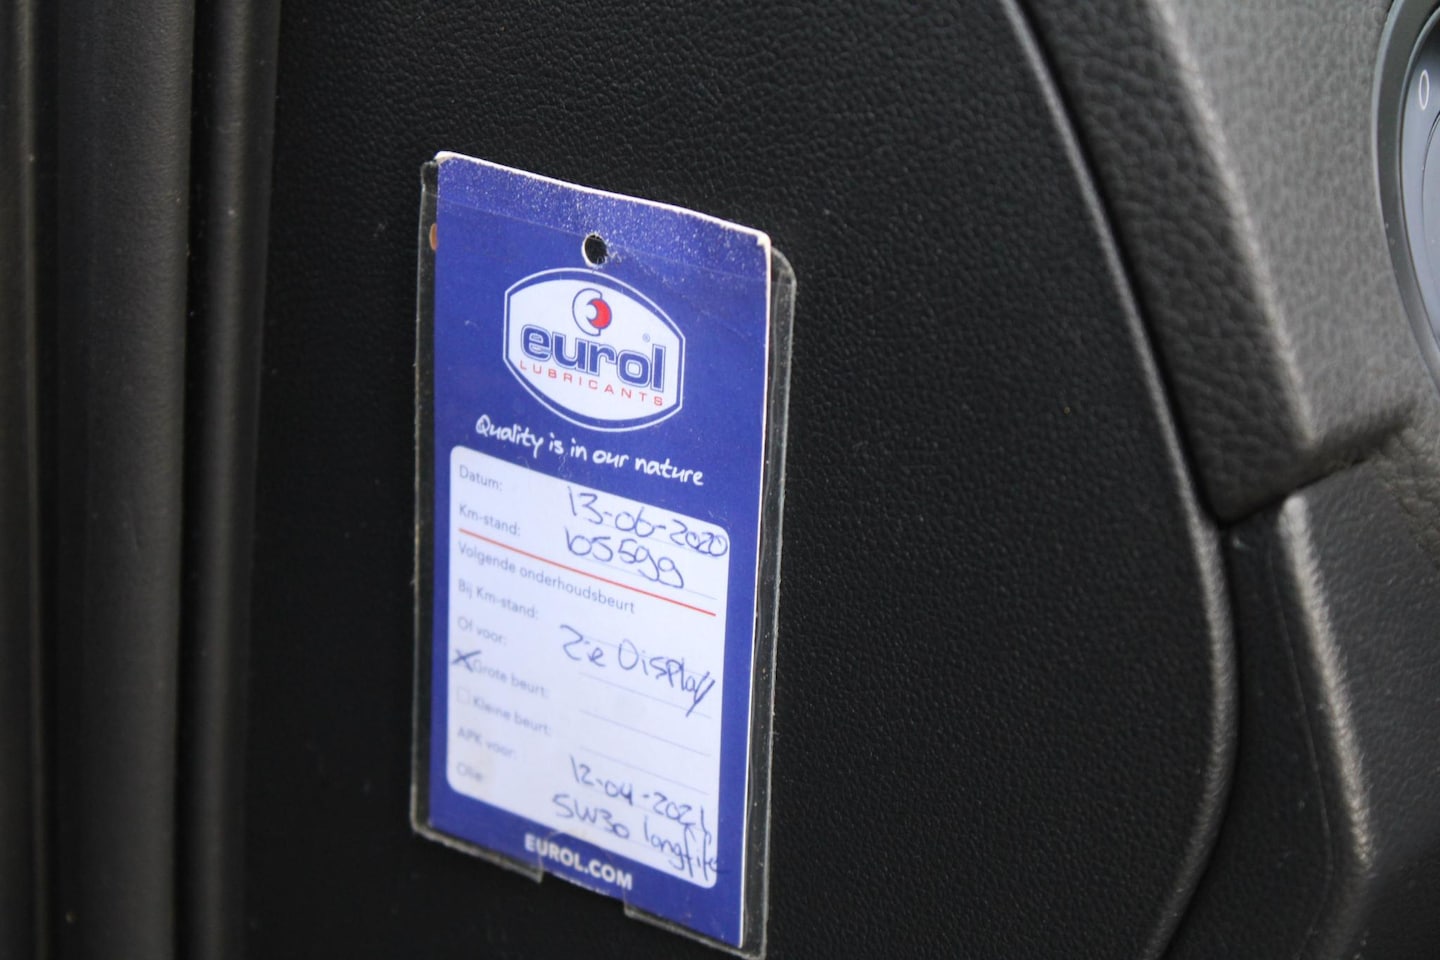 eurol®
LUBRICANTS
Quality is in our nature
Datum: 13-06-2020
Km-stand: 105599
Volgende onderhoudsbeurt
Bij Km-stand:
Of voor: Zie Display
X Grote beurt:
Kleine beurt:
APK voor: 12-04-2021
Olie: 5W30 longlife
EUROL.COM
0